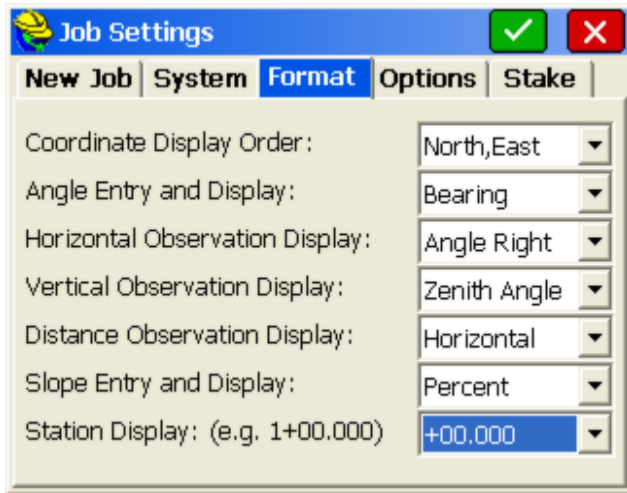 Job Settings
New Job System Format Options Stake
Coordinate Display Order: North,East
Angle Entry and Display: Bearing
Horizontal Observation Display: Angle Right
Vertical Observation Display: Zenith Angle
Distance Observation Display: Horizontal
Slope Entry and Display: Percent
Station Display: (e.g. 1+00.000) +00.000